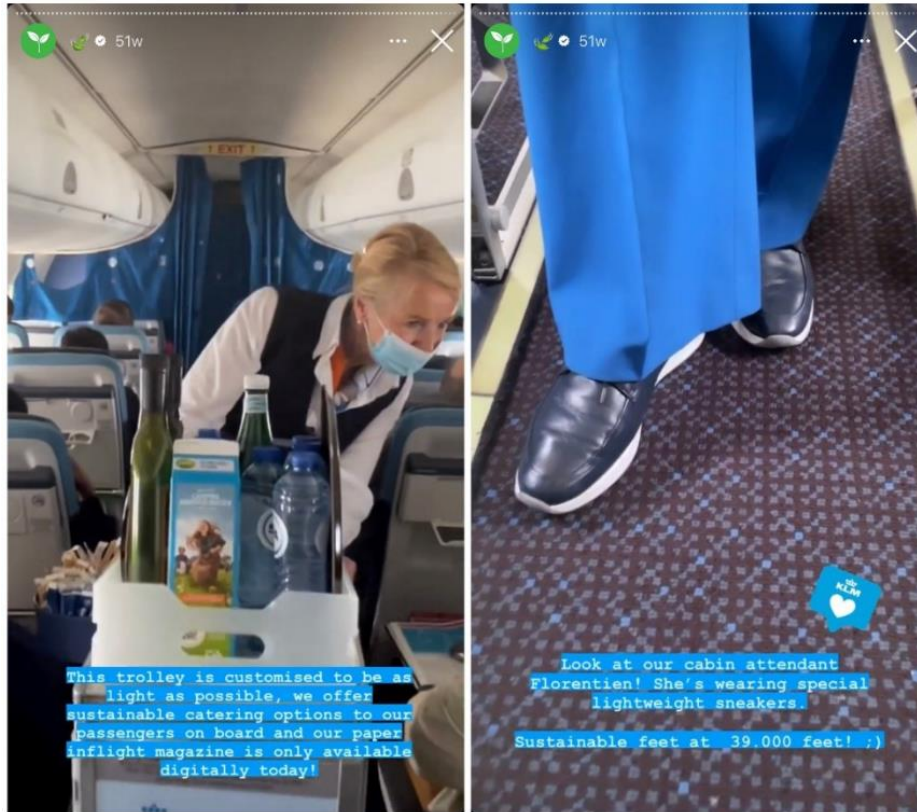 51w
! EXIT !
This trolley is customised to be as
light as possible, we offer
sustainable catering options to our
passengers on board and our paper
inflight magazine is only available
digitally today!
51w
KLM
Look at our cabin attendant
Florentien! She's wearing special
lightweight sneakers.
Sustainable feet at 39.000 feet! ;)